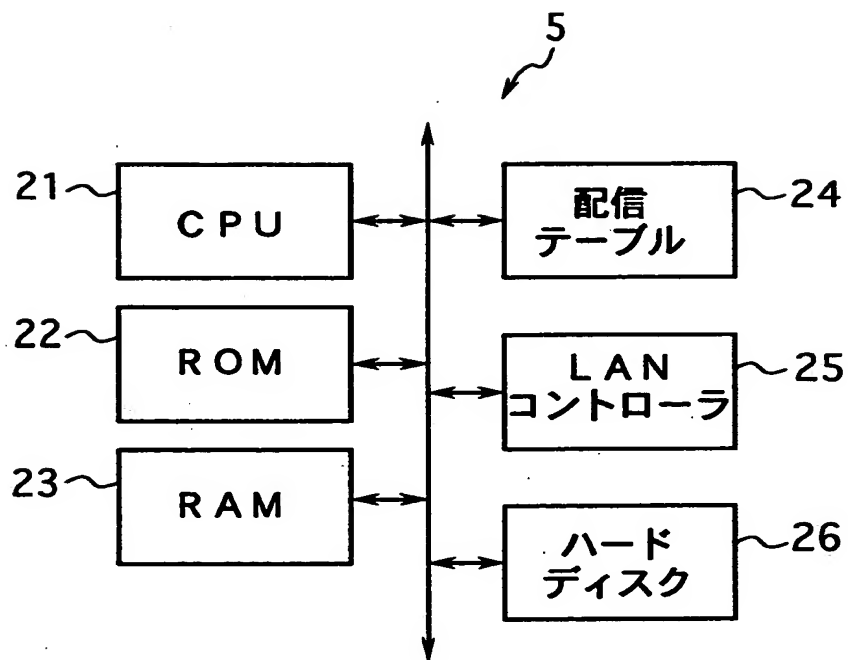 5
21
CPU
22
ROM
23
RAM
配信
テーブル
24
LAN
コントローラ
25
ハード
ディスク
26